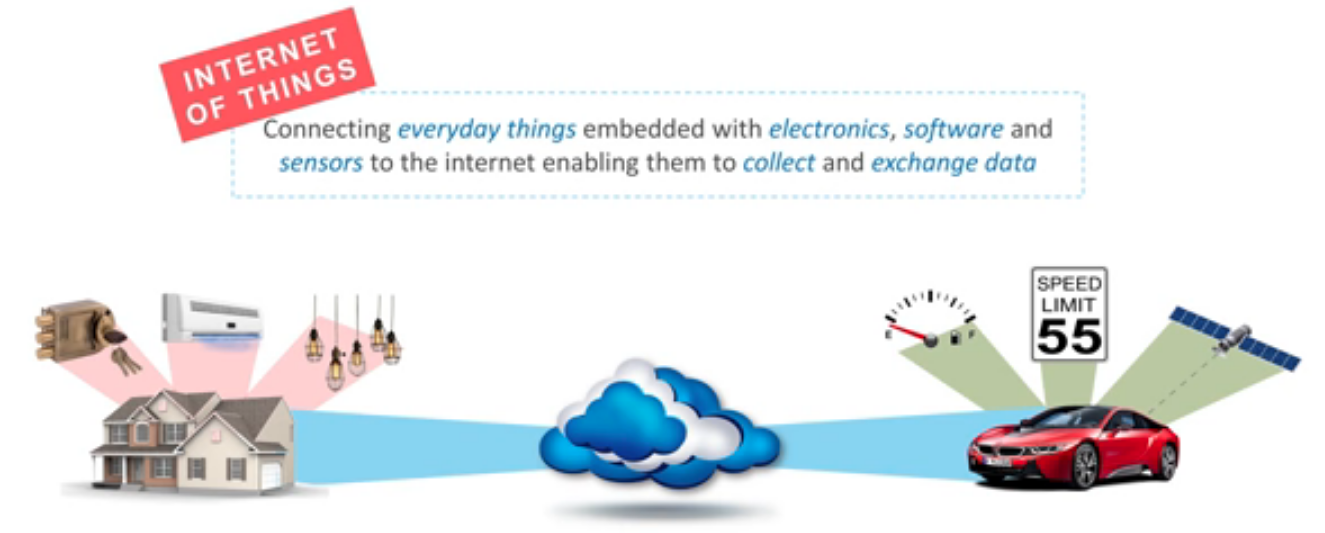 INTERNET
OF THINGS
Connecting everyday things embedded with electronics, software and
sensors to the internet enabling them to collect and exchange data
SPEED
LIMIT
55
E F